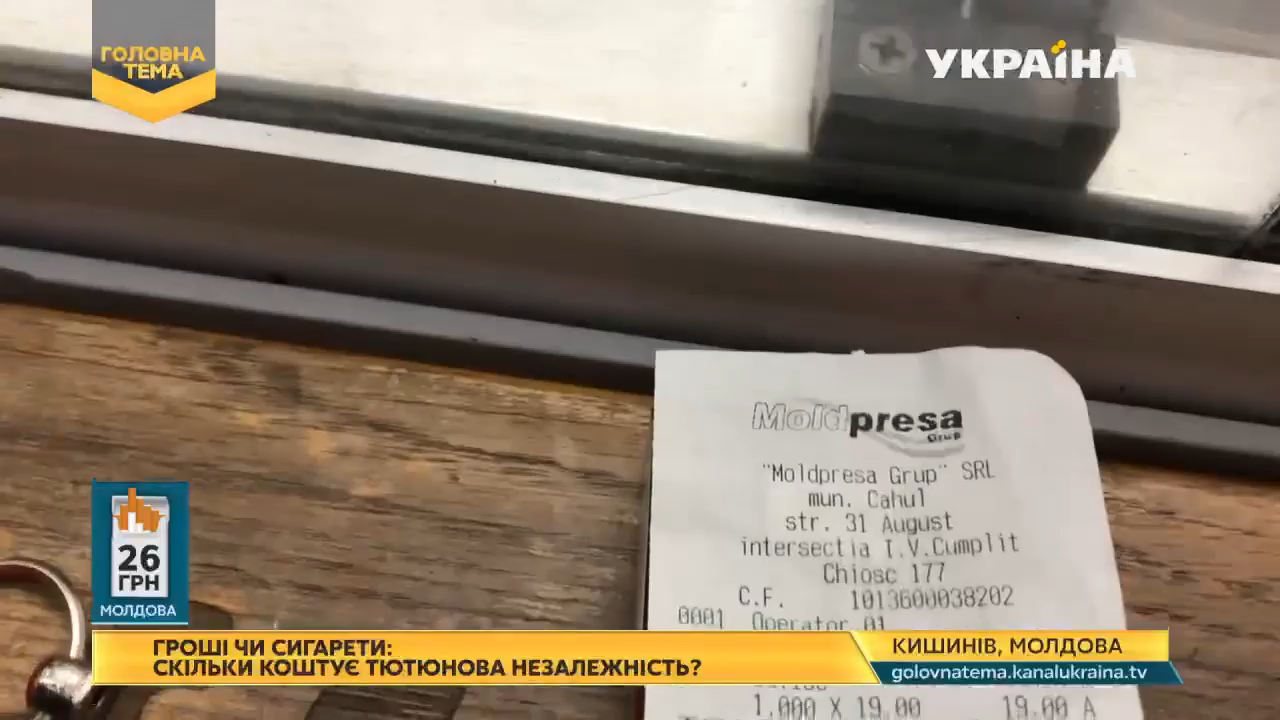 ГОЛОВНА
ТЕМА
УКРАЇНА
Moldpresa
Grup
"Moldpresa Grup" SRL
mun. Cahul
str. 31 August
intersectia I.V.Cumplit
Chiosc 177
C.F. 1013600038202
0001 Operator 01
1.000 X 19.00 19.00 A
26
ГРН
МОЛДОВА
ГРОШІ ЧИ СИГАРЕТИ:
СКІЛЬКИ КОШТУЄ ТЮТЮНОВА НЕЗАЛЕЖНІСТЬ?
КИШИНІВ, МОЛДОВА
golovnatema.kanalukraina.tv